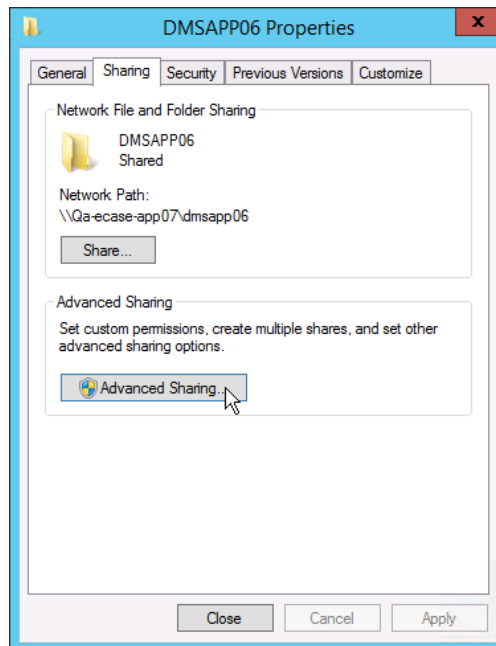 DMSAPP06 Properties
x
General Sharing Security Previous Versions Customize
Network File and Folder Sharing
DMSAPP06
Shared
Network Path:
\\Qa-ecase-app07\dmsapp06
Share...
Advanced Sharing
Set custom permissions, create multiple shares, and set other
advanced sharing options.
Advanced Sharing...
Close Cancel Apply